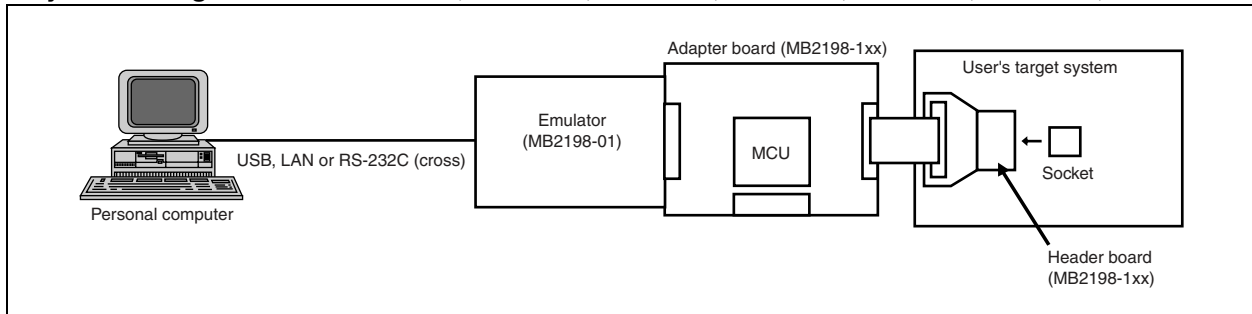 Adapter board (MB2198-1xx)
User's target system
Emulator
(MB2198-01)
MCU
USB, LAN or RS-232C (cross)
Socket
Personal computer
Header board
(MB2198-1xx)